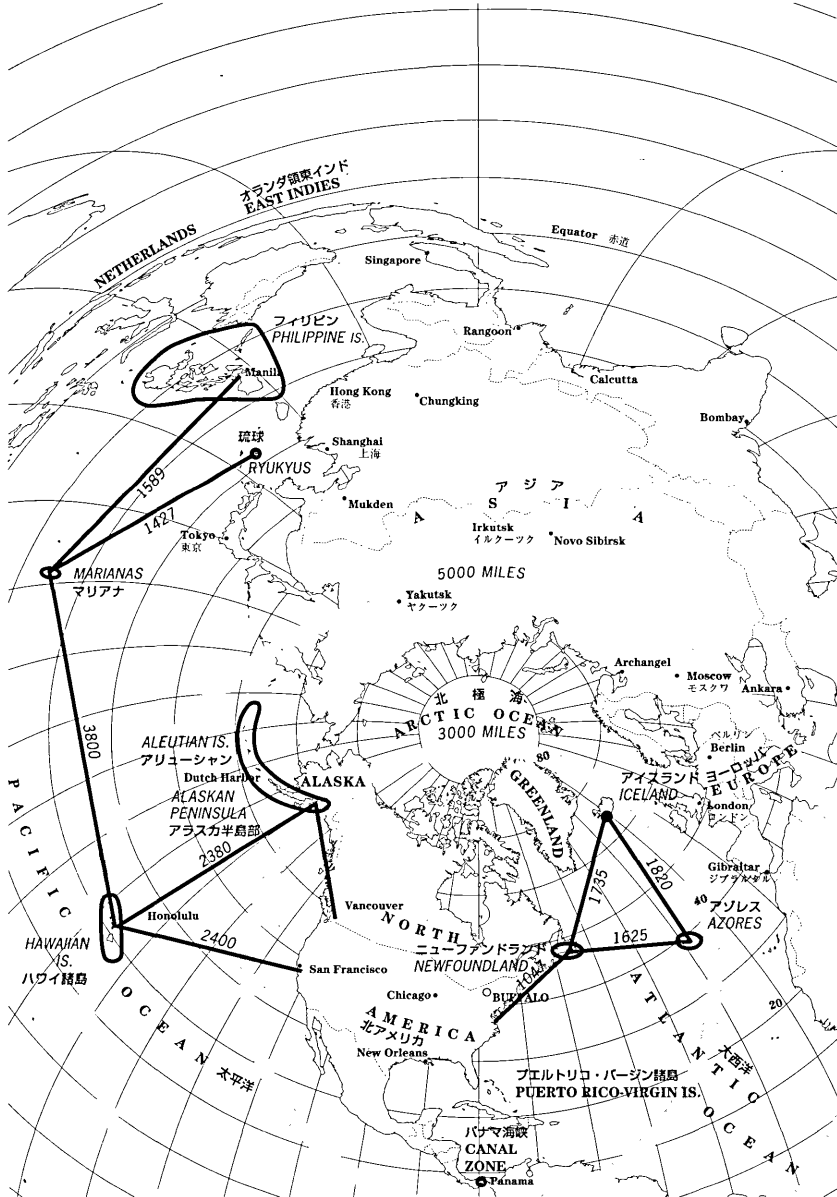 オランダ領東インド
NETHERLANDS EAST INDIES
Equator 赤道
Singapore
フィリピン
PHILIPPINE IS.
Rangoon
Manila
Calcutta
Hong Kong
香港
Chungking
Bombay
琉球
RYUKYUS
Shanghai
上海
1589
1427
アジア
A S I A
Mukden
Tokyo
東京
Irkutsk
イルクーツク
Novo Sibirsk
MARIANAS
マリアナ
5000 MILES
Yakutsk
ヤクーツク
Archangel
Moscow
モスクワ
Ankara
北極海
ARCTIC OCEAN
3000 MILES
80
3800
ALEUTIAN IS.
アリューシャン
Dutch Harbor
ALASKA
ALASKAN
PENINSULA
アラスカ半島部
GREENLAND
ベルリン
Berlin
アイスランド
ICELAND
ヨーロッパ
EUROPE
London
ロンドン
2380
1735
1820
Gibraltar
ジブラルタル
40
アゾレス
AZORES
PACIFIC OCEAN
太平洋
Honolulu
Vancouver
NORTH AMERICA
北アメリカ
ニューファンドランド
NEWFOUNDLAND
1625
2400
HAWAIIAN
IS.
ハワイ諸島
San Francisco
Chicago
BUFFALO
ATLANTIC OCEAN
大西洋
20
New Orleans
プエルトリコ・バージン諸島
PUERTO RICO-VIRGIN IS.
パナマ海峡
CANAL
ZONE
Panama